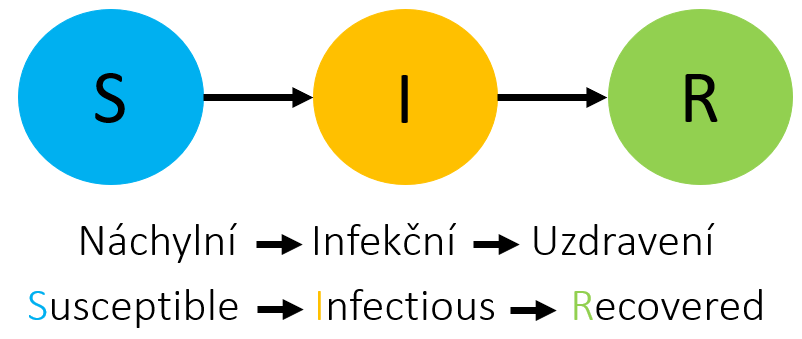 S → I → R
Náchylní → Infekční → Uzdravení
Susceptible → Infectious → Recovered